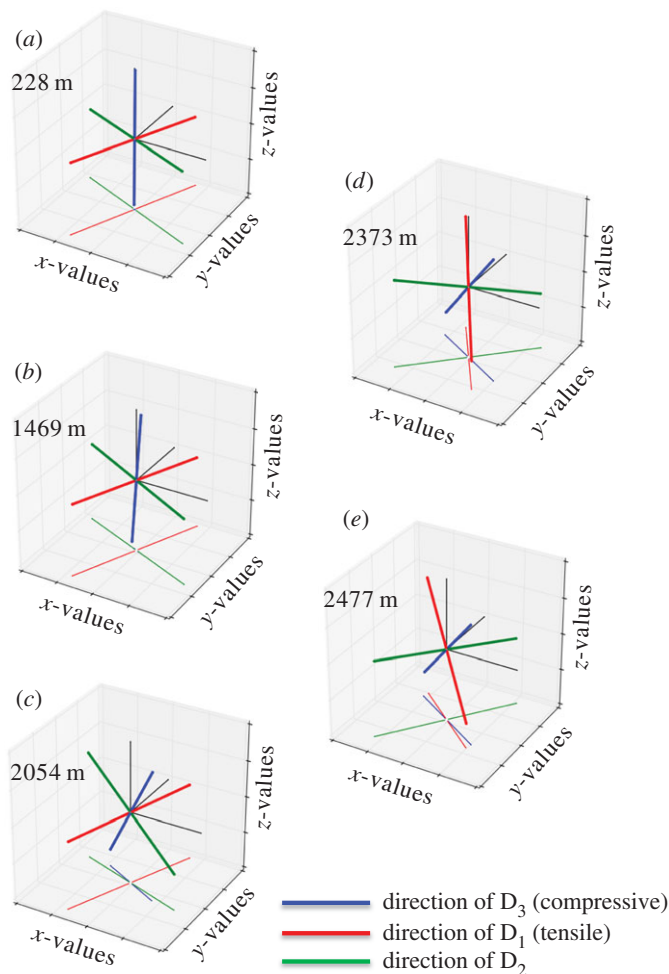 (a)
228 m
z-values
x-values
y-values
(b)
1469 m
z-values
x-values
y-values
(c)
2054 m
z-values
x-values
y-values
(d)
2373 m
z-values
x-values
y-values
(e)
2477 m
z-values
x-values
y-values
direction of D₃ (compressive)
direction of D₁ (tensile)
direction of D₂